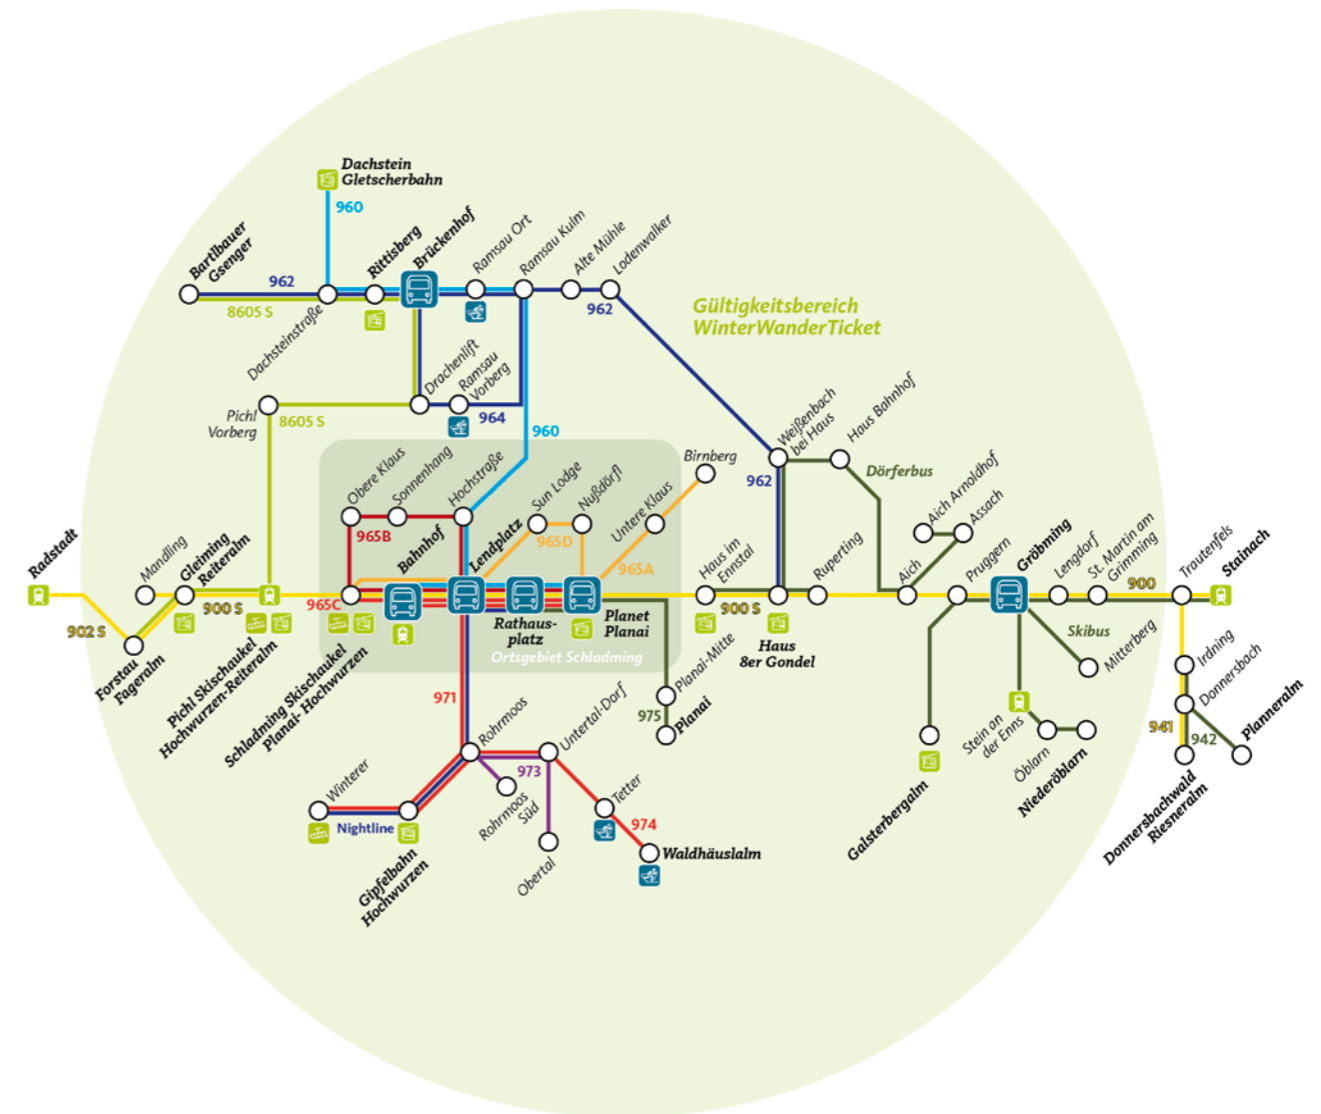 Dachstein
Gletscherbahn
960
Bartlbauer
Gsenger
962
8605 S
Dachsteinstraße
Rittisberg
Brückenhof
Ramsau Ort
Ramsau Kulm
Alte Mühle
Lodenwalker
962
Gültigkeitsbereich
WinterWanderTicket
Drachenlift
Ramsau
Vorberg
964
Pichl
Vorberg
8605 S
960
Weißenbach
bei Haus
Haus Bahnhof
962
Dörferbus
Obere Klaus
Sonnenhang
Hochstraße
965B
Bahnhof
Lendplatz
Sun Lodge
Nußdörfl
965D
Untere Klaus
Birnberg
965A
Aich Arnoldhof
Assach
Radstadt
Mandling
Gleiming
Reiteralm
902 S
900 S
965C
Forstau
Fageralm
Pichl Skischaukel
Hochwurzen-Reiteralm
Schladming Skischaukel
Planai- Hochwurzen
Rathaus-
platz
Planet
Planai
Ortsgebiet Schladming
Haus im
Ennstal
900 S
Planai-Mitte
Haus
8er Gondel
Ruperting
Aich
Pruggern
Gröbming
Lengdorf
St. Martin am
Grimming
900
Trautenfels
Stainach
Skibus
Mitterberg
Irdning
Donnersbach
941
942
Planneralm
Donnersbachwald
Riesneralm
Stein an
der Enns
Öblarn
Niederöblarn
Galsterbergalm
975
Planai
971
Rohrmoos
Untertal-Dorf
973
Rohrmoos
Süd
Obertal
Tetter
974
Waldhäuslalm
Winterer
Nightline
Gipfelbahn
Hochwurzen